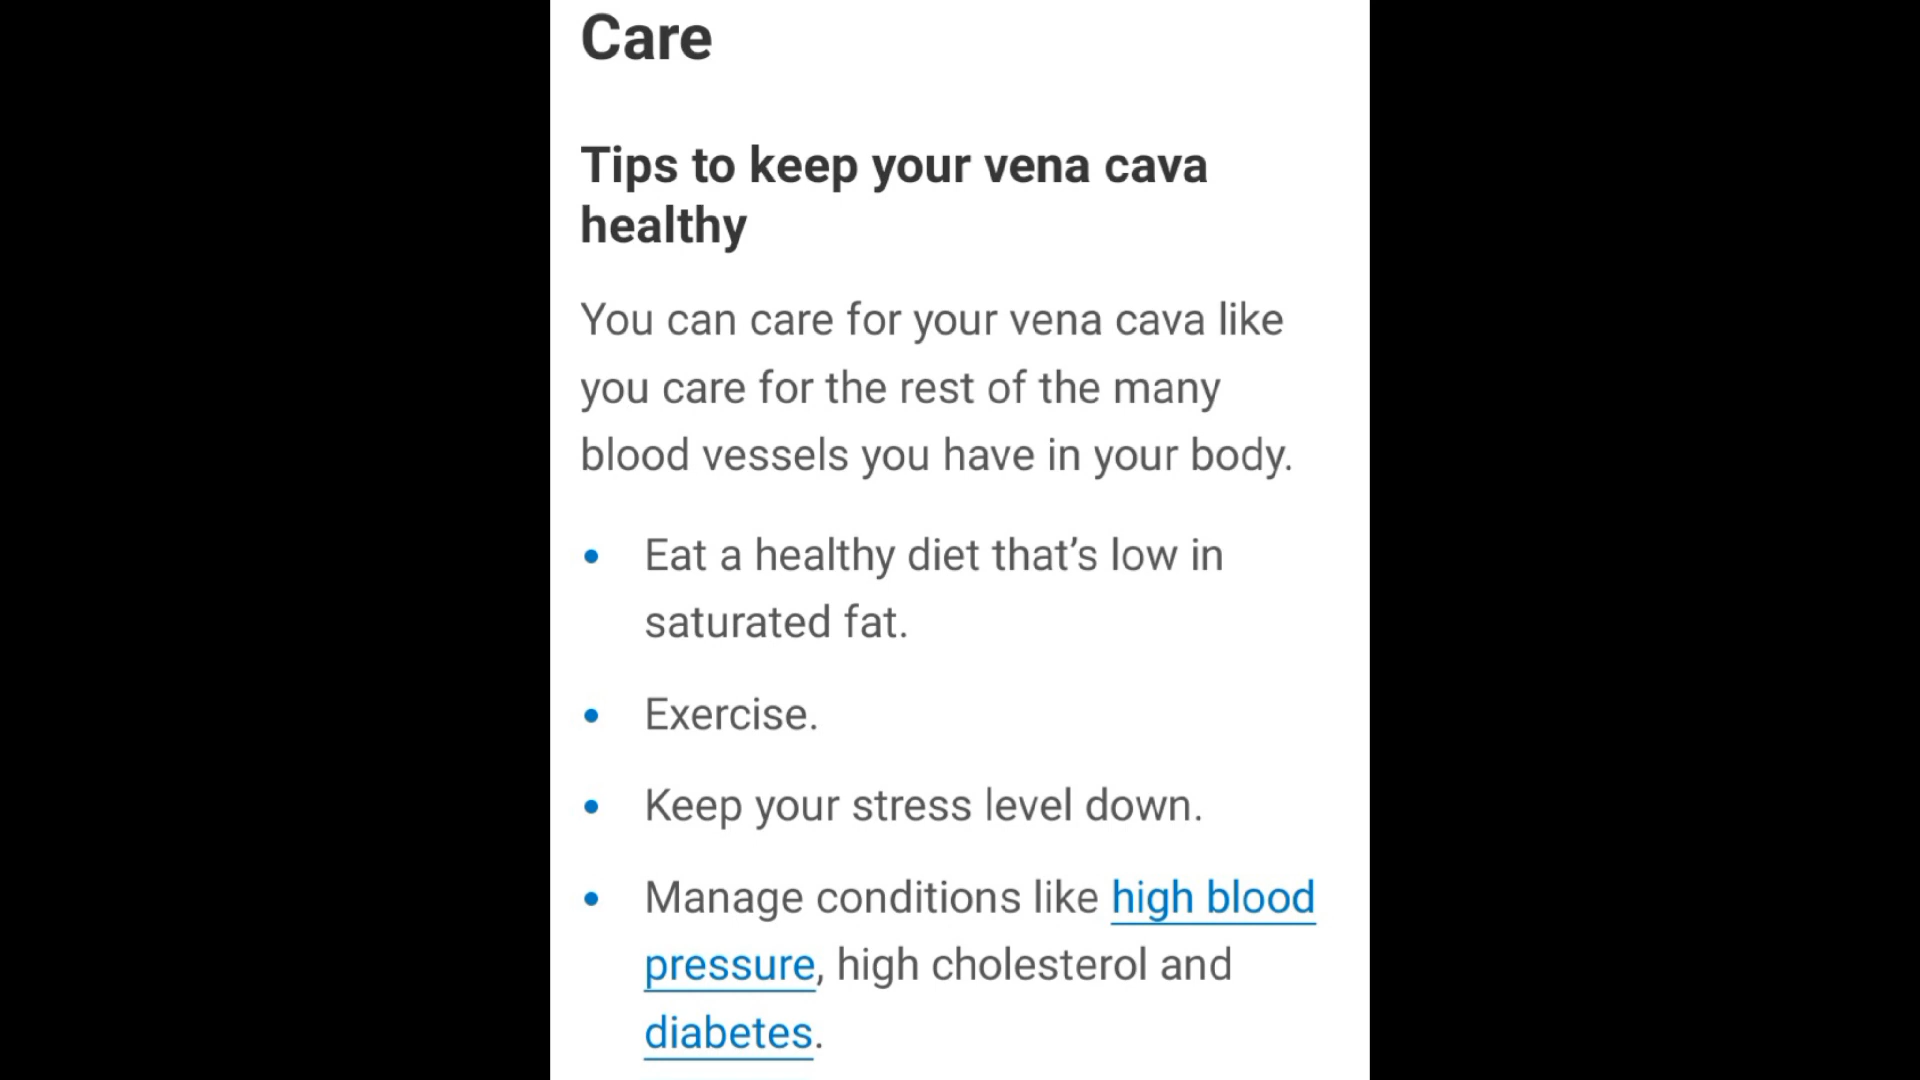 Care
Tips to keep your vena cava
healthy
You can care for your vena cava like
you care for the rest of the many
blood vessels you have in your body.
• Eat a healthy diet that’s low in
saturated fat.
• Exercise.
• Keep your stress level down.
• Manage conditions like high blood
pressure, high cholesterol and
diabetes.